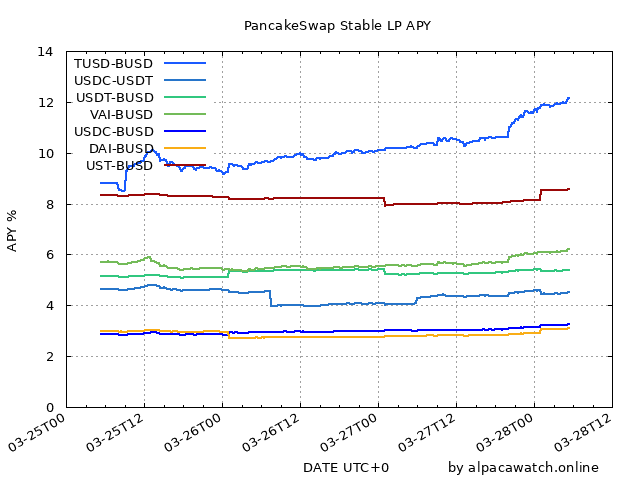 PancakeSwap Stable LP APY
14
12
10
8
6
4
2
0
APY %
TUSD-BUSD
USDC-USDT
USDT-BUSD
VAI-BUSD
USDC-BUSD
DAI-BUSD
UST-BUSD
03-25T00
03-25T12
03-26T00
03-26T12
03-27T00
03-27T12
03-28T00
03-28T12
DATE UTC+0
by alpacawatch.online